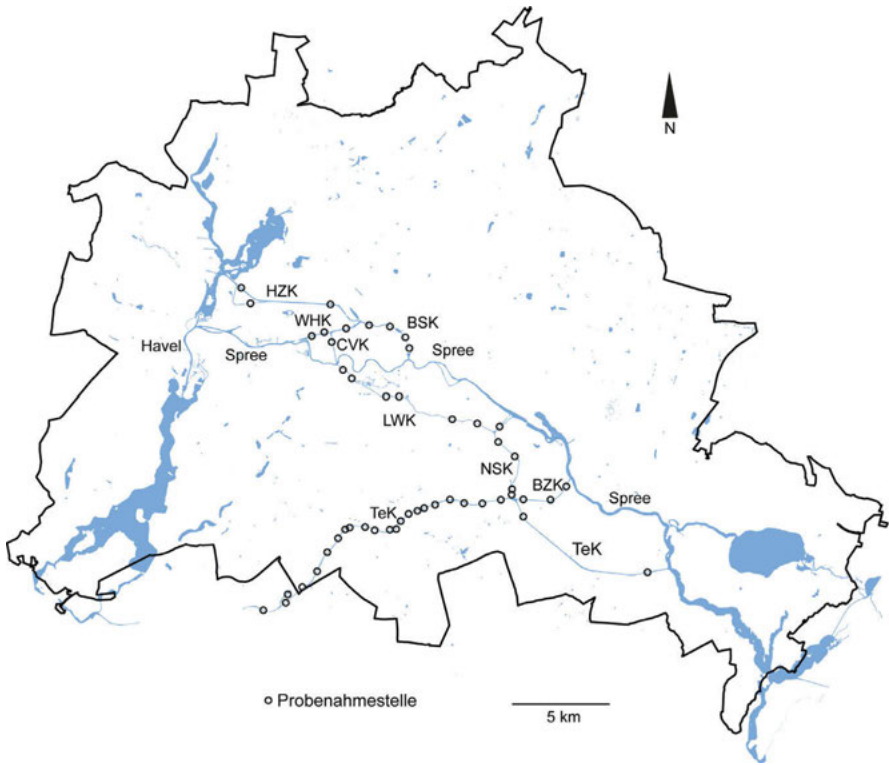 N
HZK
WHK
BSK
Havel
Spree
CVK
Spree
LWK
NSK
BZK
Spree
TeK
TeK
Probenahmestelle
5 km